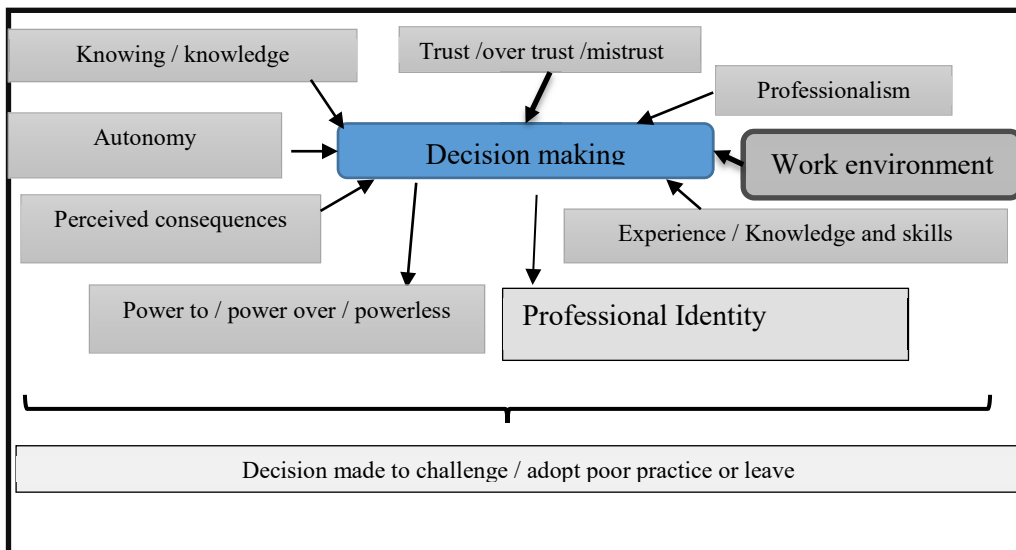 Knowing / knowledge
Trust /over trust /mistrust
Professionalism
Autonomy
Decision making
Work environment
Perceived consequences
Experience / Knowledge and skills
Power to / power over / powerless
Professional Identity
Decision made to challenge / adopt poor practice or leave